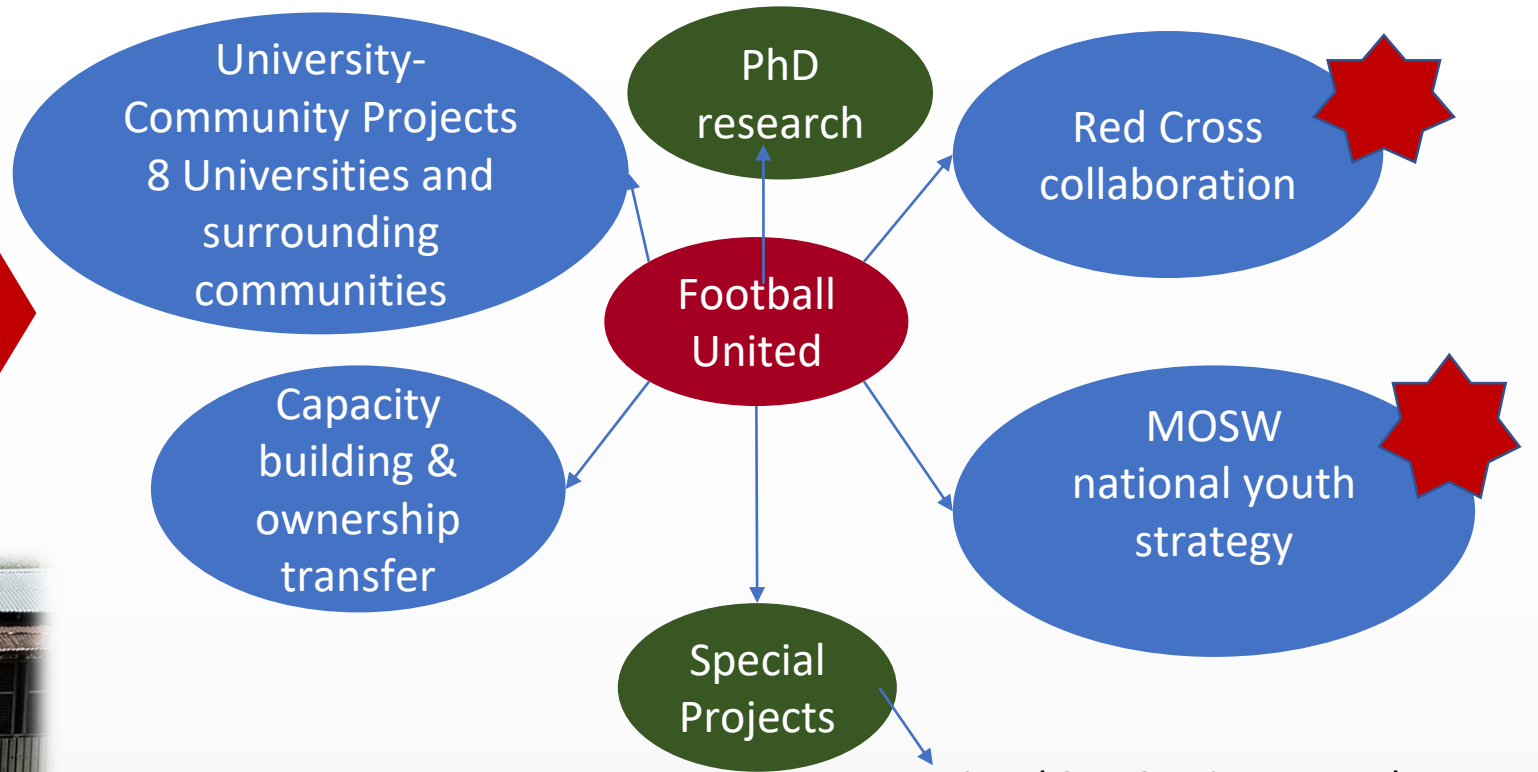 University-
Community Projects
8 Universities and
surrounding
communities
PhD
research
Red Cross
collaboration
Football
United
Capacity
building &
ownership
transfer
MOSW
national youth
strategy
Special
Projects